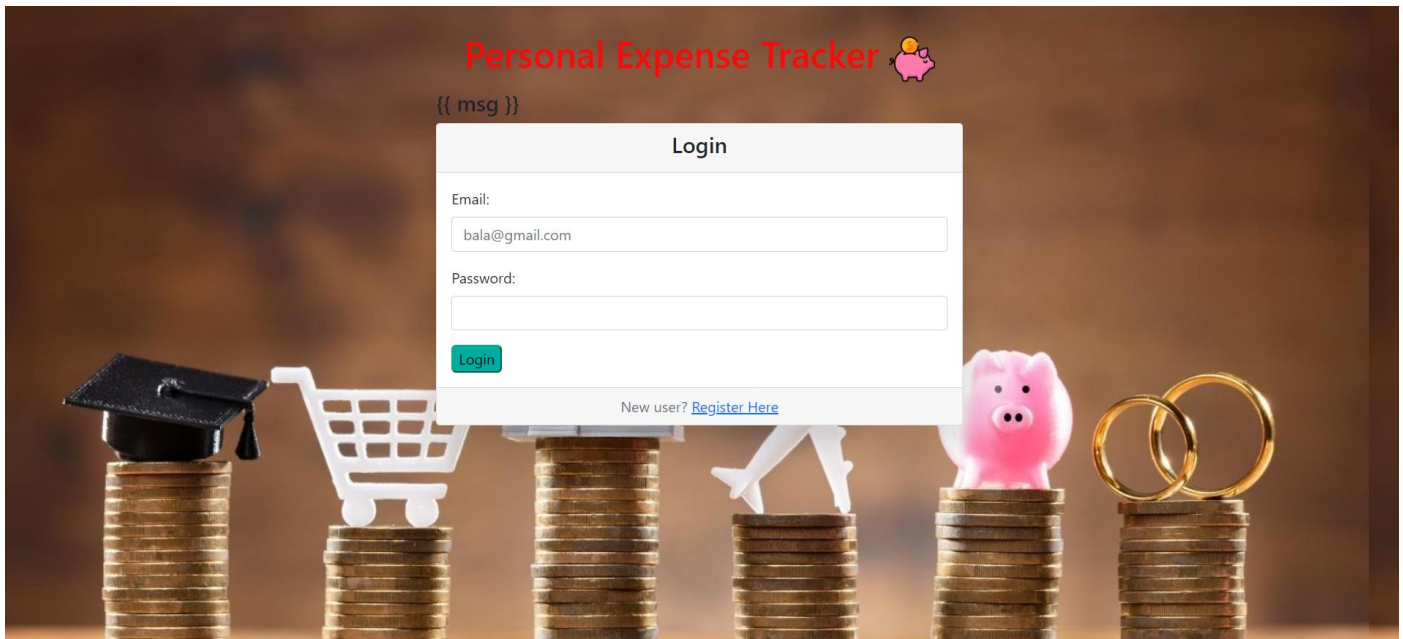 Personal Expense Tracker
{{ msg }}
Login
Email:
bala@gmail.com
Password:
Login
New user? Register Here